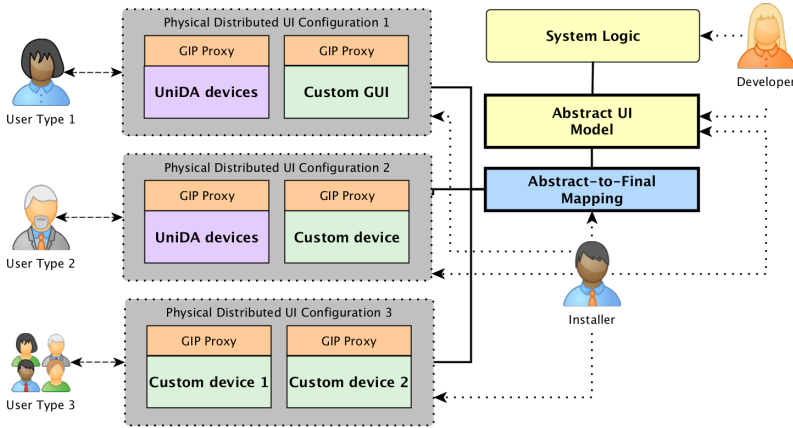 Physical Distributed UI Configuration 1
GIP Proxy
GIP Proxy
UniDA devices
Custom GUI
User Type 1
Physical Distributed UI Configuration 2
GIP Proxy
GIP Proxy
UniDA devices
Custom device
User Type 2
Physical Distributed UI Configuration 3
GIP Proxy
GIP Proxy
Custom device 1
Custom device 2
User Type 3
System Logic
Developer
Abstract UI
Model
Abstract-to-Final
Mapping
Installer